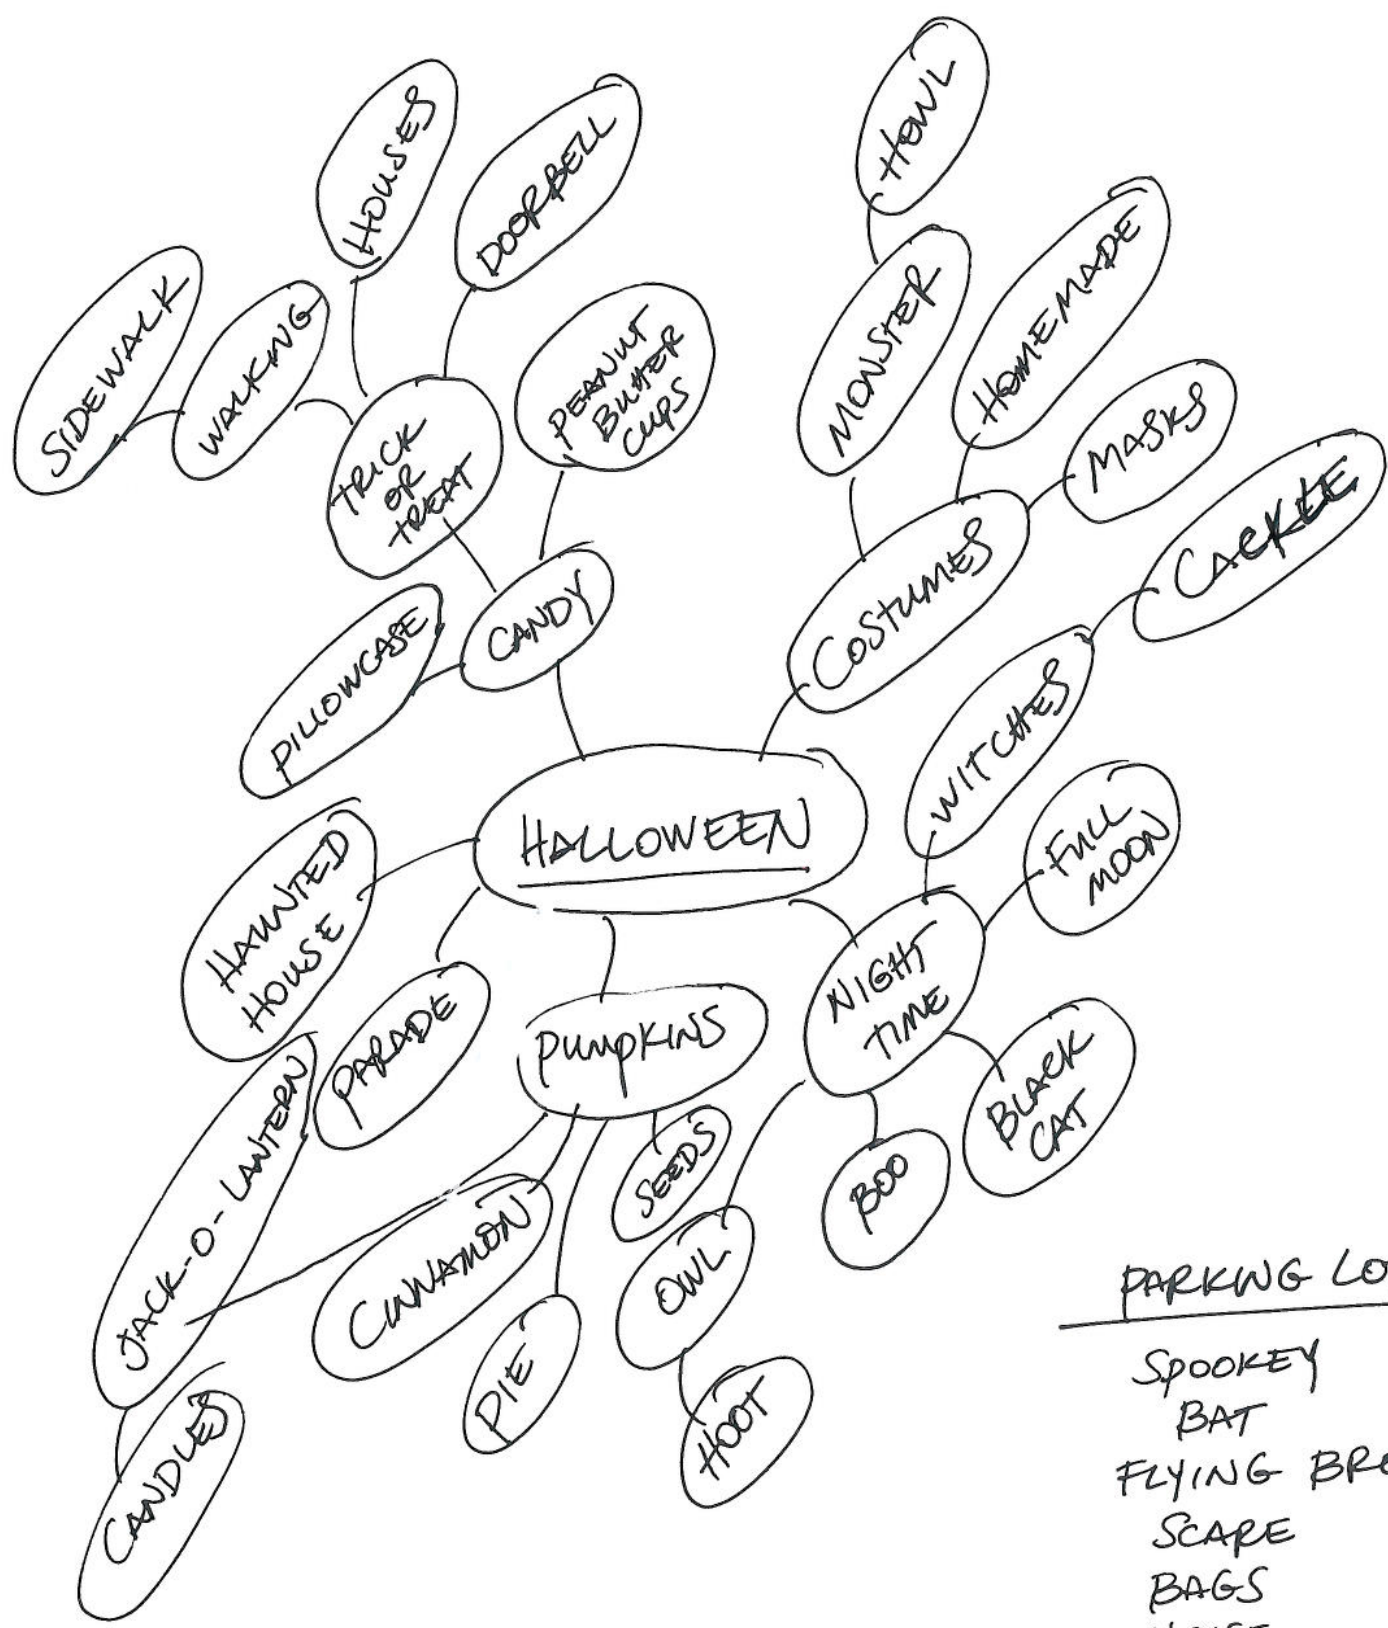 HOWL
HOUSES
DOORBELL
SIDEWALK
WALKING
MONSTER
HOMEMADE
PEANUT
BUTTER
CUPS
MASKS
TRICK
OR
TREAT
CACKLE
COSTUMES
CANDY
PILLOWCASE
WITCHES
HALLOWEEN
FULL
MOON
HAUNTED
HOUSE
NIGHT
TIME
PARADE
PUMPKINS
BLACK
CAT
JACK-O-LANTERN
SEEDS
BOO
CINNAMON
OWL
PIE
HOOT
CANDLES
PARKING LO
SPOOKEY
BAT
FLYING BR
SCARE
BAGS